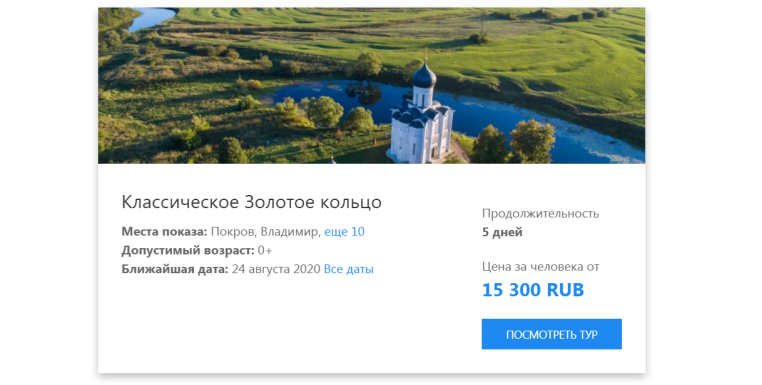 Классическое Золотое кольцо
Места показа: Покров, Владимир, еще 10
Допустимый возраст: 0+
Ближайшая дата: 24 августа 2020 Все даты
Продолжительность
5 дней
Цена за человека от
15 300 RUB
ПОСМОТРЕТЬ ТУР